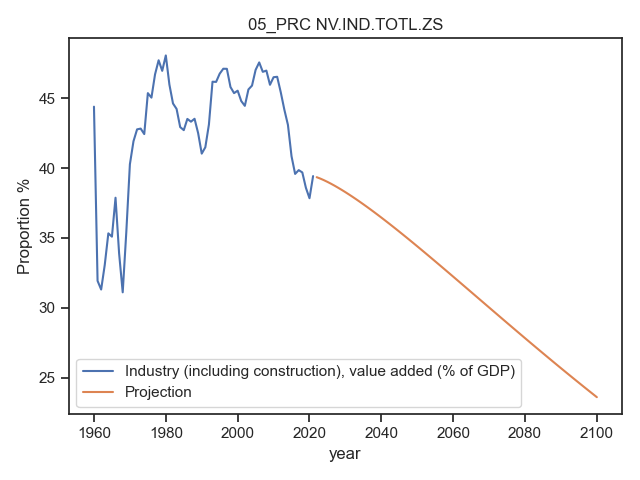 05_PRC NV.IND.TOTL.ZS
Proportion %
45
40
35
30
25
Industry (including construction), value added (% of GDP)
Projection
1960 1980 2000 2020 2040 2060 2080 2100
year